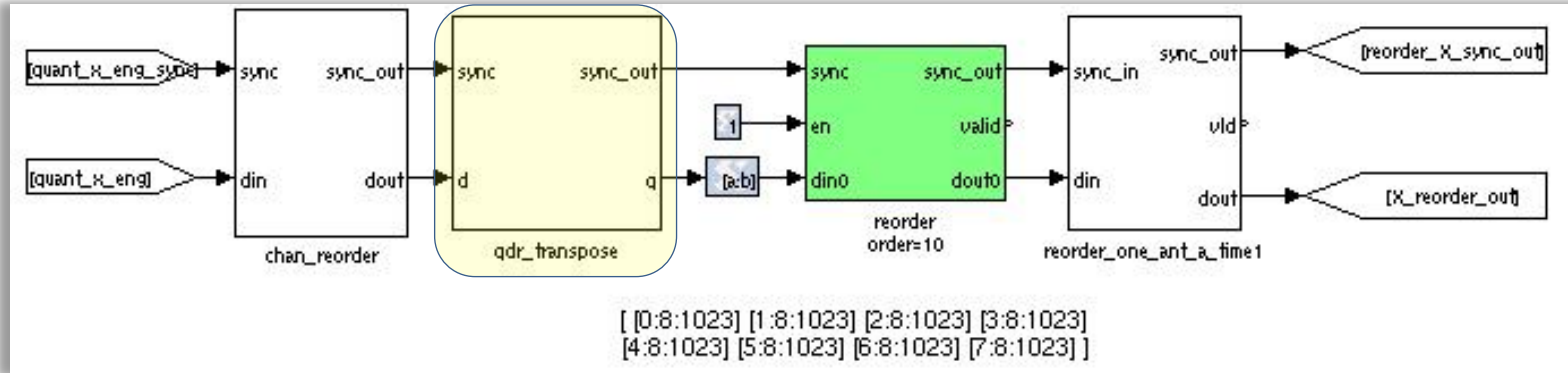 [quant_x_eng_sync]
[quant_x_eng]
sync
sync_out
din
dout
chan_reorder
sync
sync_out
d
q
qdr_transpose
1
[a:b]
sync
sync_out
en
valid
din0
dout0
reorder
order=10
sync_in
sync_out
vld
din
dout
reorder_one_ant_a_time1
[reorder_X_sync_out]
[X_reorder_out]
[ [0:8:1023] [1:8:1023] [2:8:1023] [3:8:1023]
[4:8:1023] [5:8:1023] [6:8:1023] [7:8:1023] ]